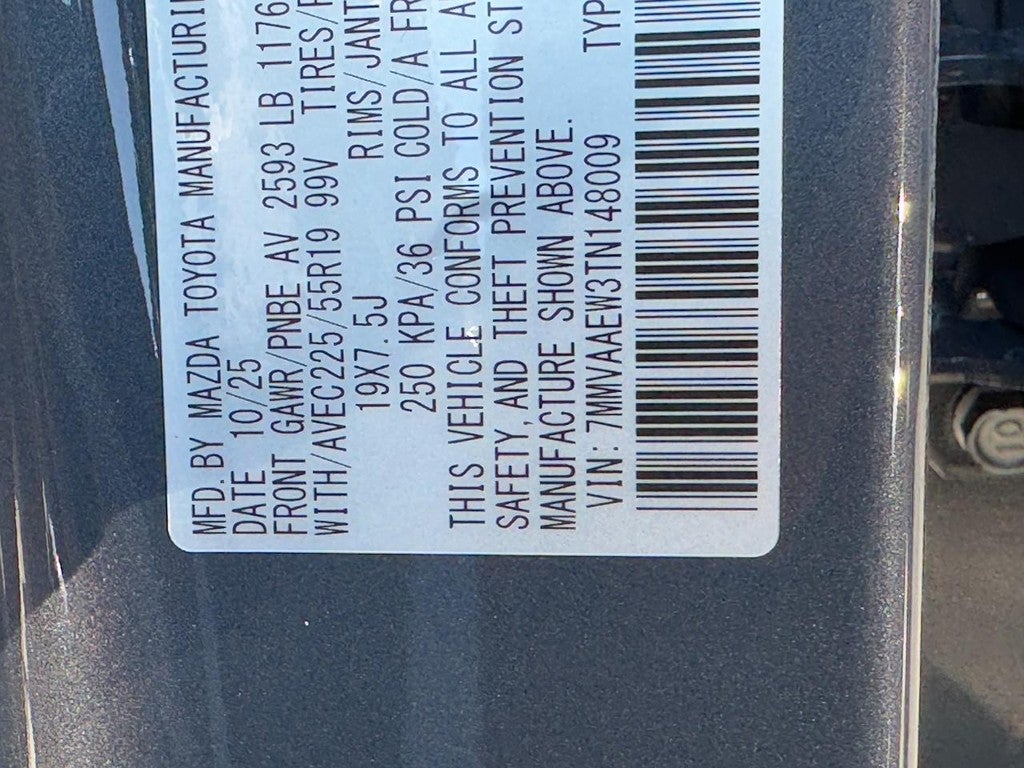 MFD. BY MAZDA TOYOTA MANUFACTURI
DATE 10/25
FRONT GAWR/PNBE AV 2593 LB 1176
WITH/AVEC225/55R19 99V TIRES/
19X7.5J RIMS/JANT
250 KPA/36 PSI COLD/A FR
THIS VEHICLE CONFORMS TO ALL A
SAFETY, AND THEFT PREVENTION ST
MANUFACTURE SHOWN ABOVE.
VIN: 7MMVAAEW3TN148009 TYP
10